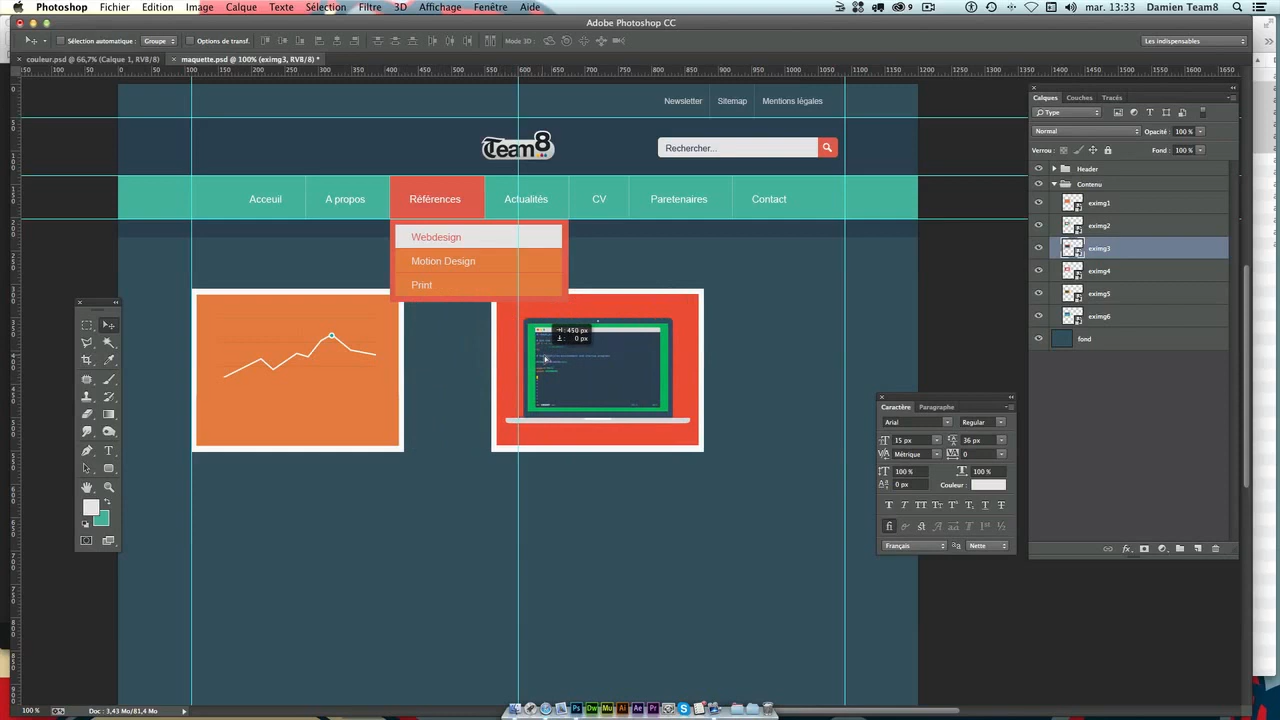 Photoshop Fichier Edition Image Calque Texte Sélection Filtre 3D Affichage Fenêtre Aide 9 mar. 13:33 Damien Team8
Adobe Photoshop CC
Sélection automatique : Groupe Options de transf. Mode 3D : Les indispensables
couleur.psd @ 66,7% (Calque 1, RVB/8) maquette.psd @ 100% (eximg3, RVB/8) *
Newsletter Sitemap Mentions légales
Team8
Rechercher...
Acceuil A propos Références Actualités CV Paretenaires Contact
Webdesign
Motion Design
Print
450 px
0 px
Calques Couches Tracés
Type
Normal Opacité : 100 %
Verrou : Fond : 100 %
Header
Contenu
eximg1
eximg2
eximg3
eximg4
eximg5
eximg6
fond
Caractère Paragraphe
Arial Regular
15 px 36 px
Métrique 0
100 % 100 %
0 px Couleur :
Français aa Nette
100 % Doc : 3,43 Mo/81,4 Mo